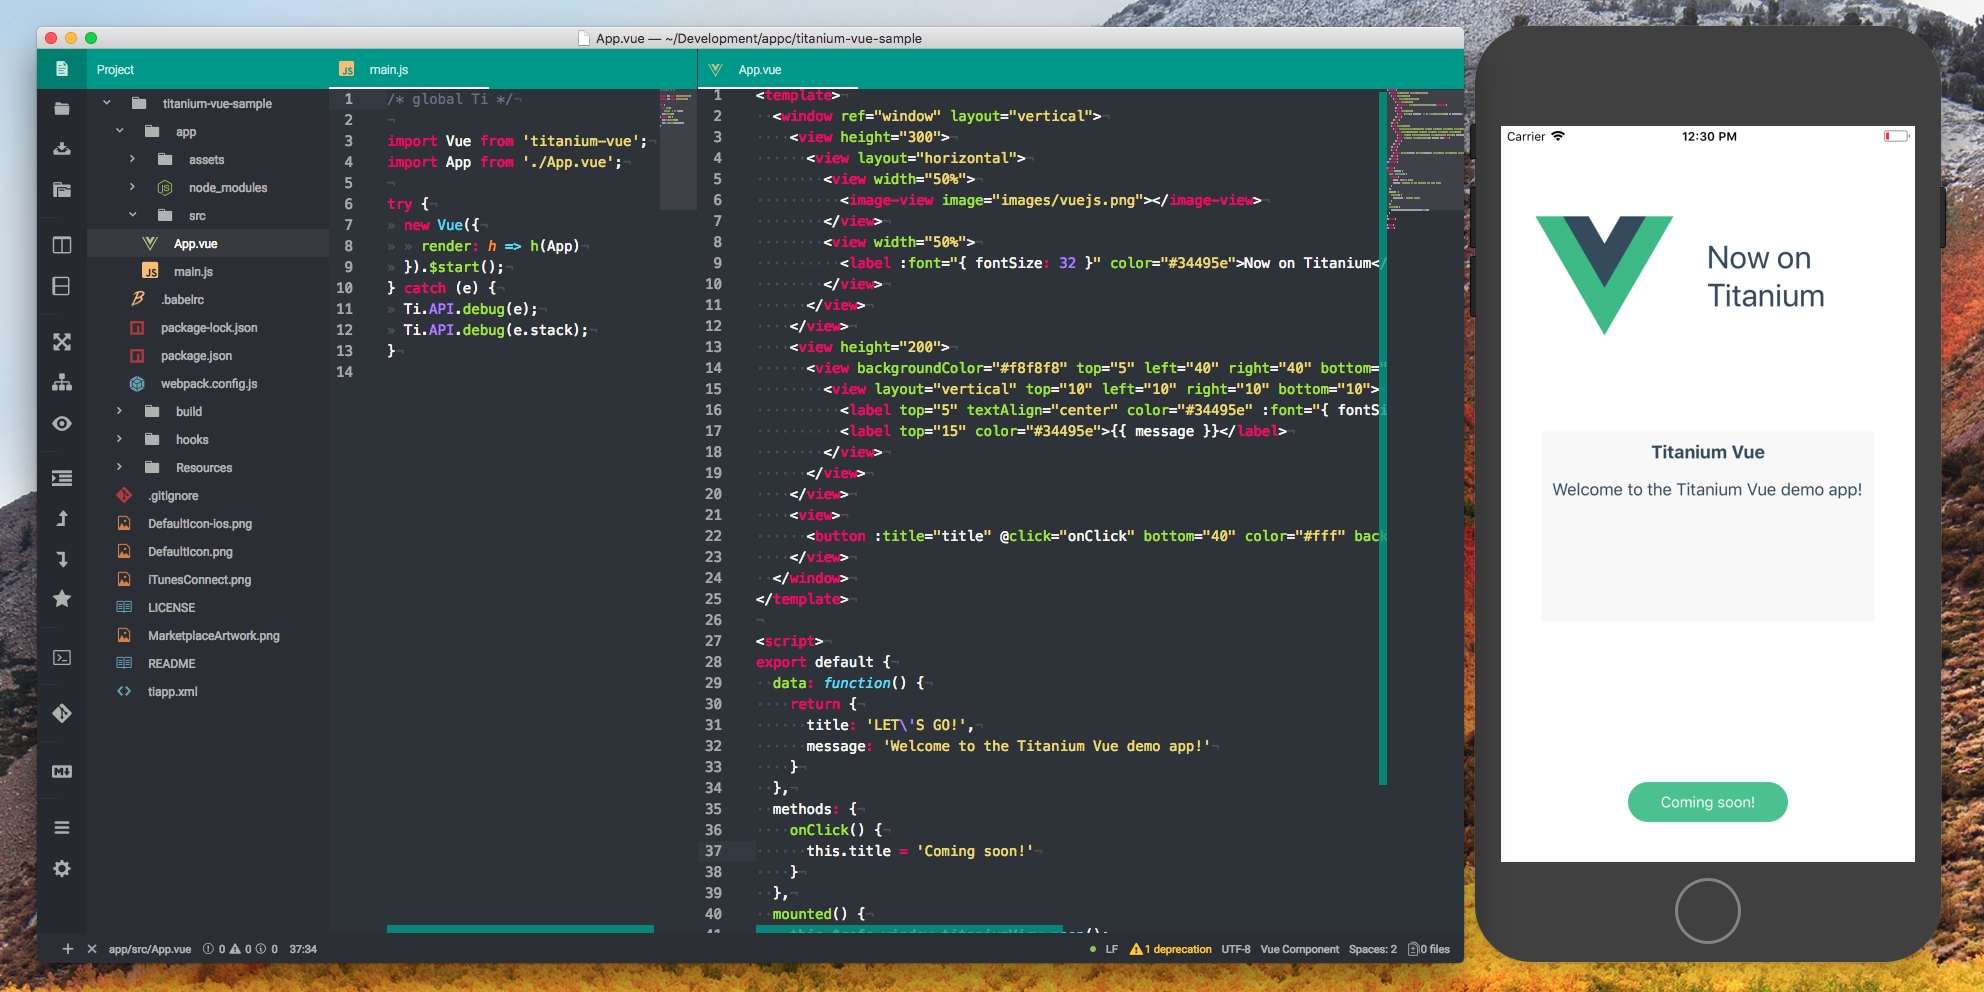 App.vue — ~/Development/appc/titanium-vue-sample
Project
titanium-vue-sample
app
assets
node_modules
src
App.vue
main.js
.babelrc
package-lock.json
package.json
webpack.config.js
build
hooks
Resources
.gitignore
DefaultIcon-ios.png
DefaultIcon.png
iTunesConnect.png
LICENSE
MarketplaceArtwork.png
README
tiapp.xml
JS main.js
1 /* global Ti */
2
3 import Vue from 'titanium-vue';
4 import App from './App.vue';
5
6 try {
7 new Vue({
8 render: h => h(App)
9 }).$start();
10 } catch (e) {
11 Ti.API.debug(e);
12 Ti.API.debug(e.stack);
13 }
14
App.vue
1 <template>
2 <window ref="window" layout="vertical">
3 <view height="300">
4 <view layout="horizontal">
5 <view width="50%">
6 <image-view image="images/vuejs.png"></image-view>
7 </view>
8 <view width="50%">
9 <label :font="{ fontSize: 32 }" color="#34495e">Now on Titanium</
10 </view>
11 </view>
12 </view>
13 <view height="200">
14 <view backgroundColor="#f8f8f8" top="5" left="40" right="40" bottom="
15 <view layout="vertical" top="10" left="10" right="10" bottom="10">
16 <label top="5" textAlign="center" color="#34495e" :font="{ fontSi
17 <label top="15" color="#34495e">{{ message }}</label>
18 </view>
19 </view>
20 </view>
21 <view>
22 <button :title="title" @click="onClick" bottom="40" color="#fff" back
23 </view>
24 </window>
25 </template>
26
27 <script>
28 export default {
29 data: function() {
30 return {
31 title: 'LET\'S GO!',
32 message: 'Welcome to the Titanium Vue demo app!'
33 }
34 },
35 methods: {
36 onClick() {
37 this.title = 'Coming soon!'
38 }
39 },
40 mounted() {
app/src/App.vue 0 0 0 37:34
LF 1 deprecation UTF-8 Vue Component Spaces: 2 0 files
Carrier 12:30 PM
Now on
Titanium
Titanium Vue
Welcome to the Titanium Vue demo app!
Coming soon!